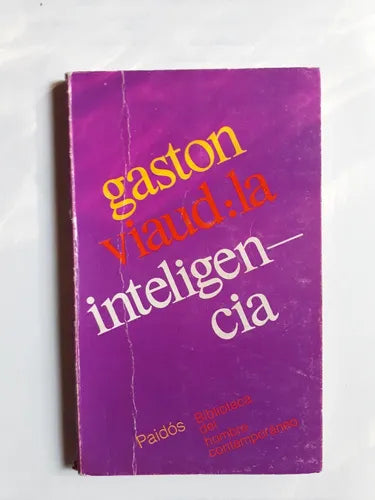 gaston
viaud:la
inteligen—
cia
Paidós
Biblioteca
del
hombre
contemporáneo